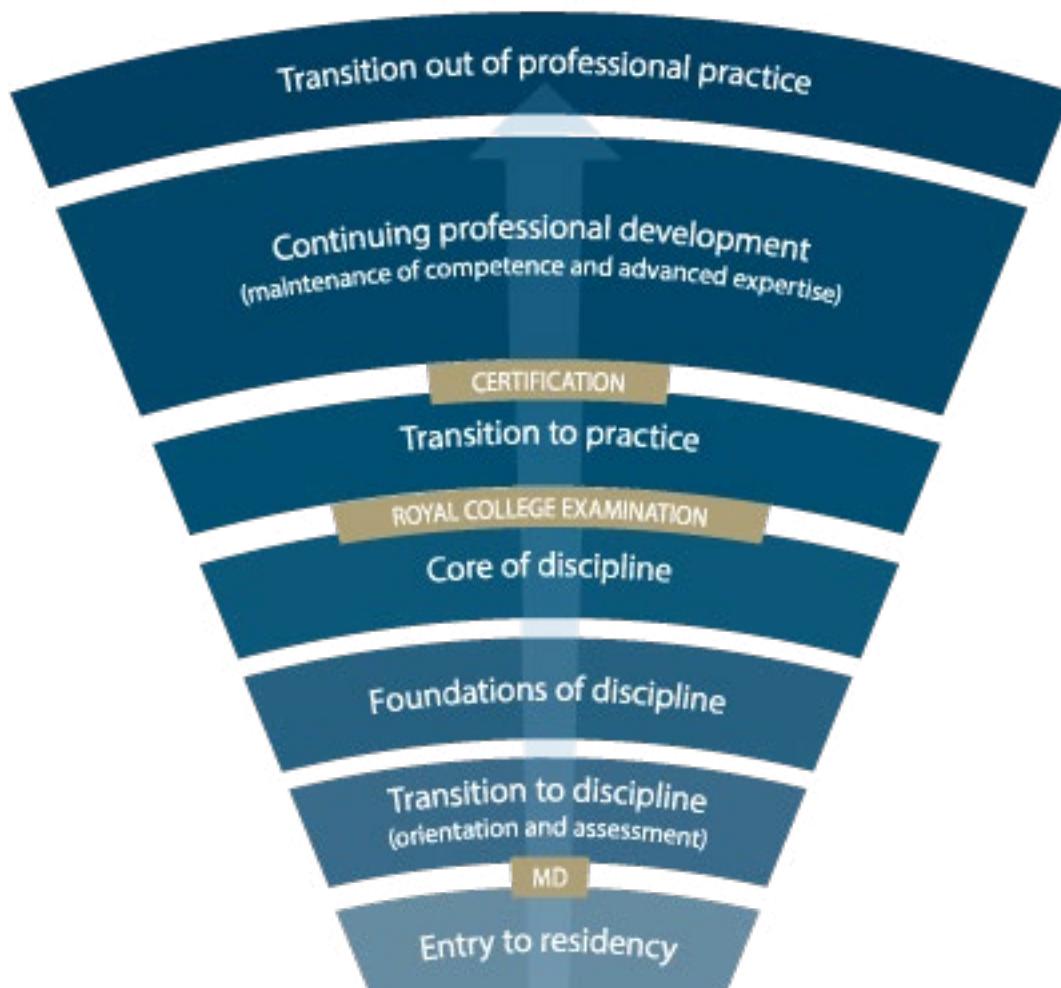 Transition out of professional practice
Continuing professional development
(maintenance of competence and advanced expertise)
CERTIFICATION
Transition to practice
ROYAL COLLEGE EXAMINATION
Core of discipline
Foundations of discipline
Transition to discipline
(orientation and assessment)
MD
Entry to residency